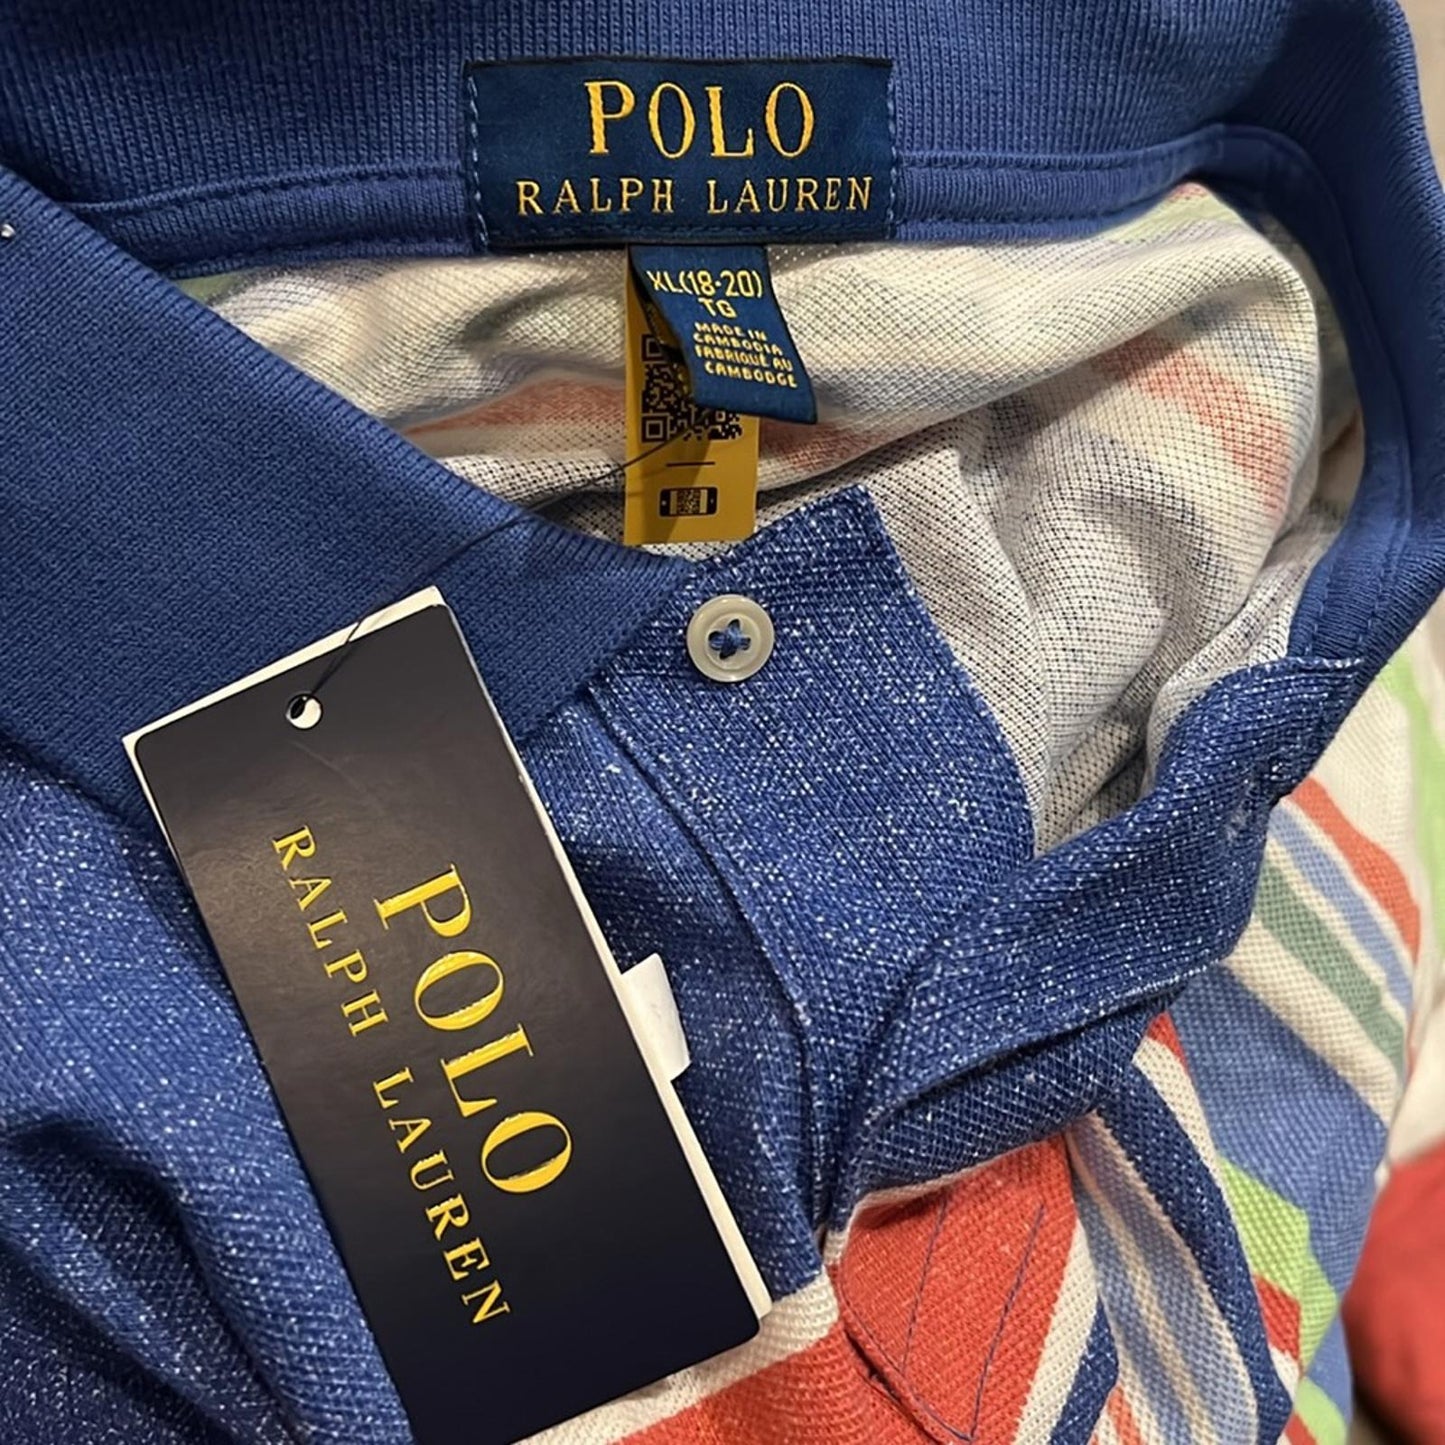 POLO
RALPH LAUREN
XL(18-20)
TG
MADE IN
CAMBODIA
FABRIQUÉ AU
CAMBODGE
POLO
RALPH LAUREN